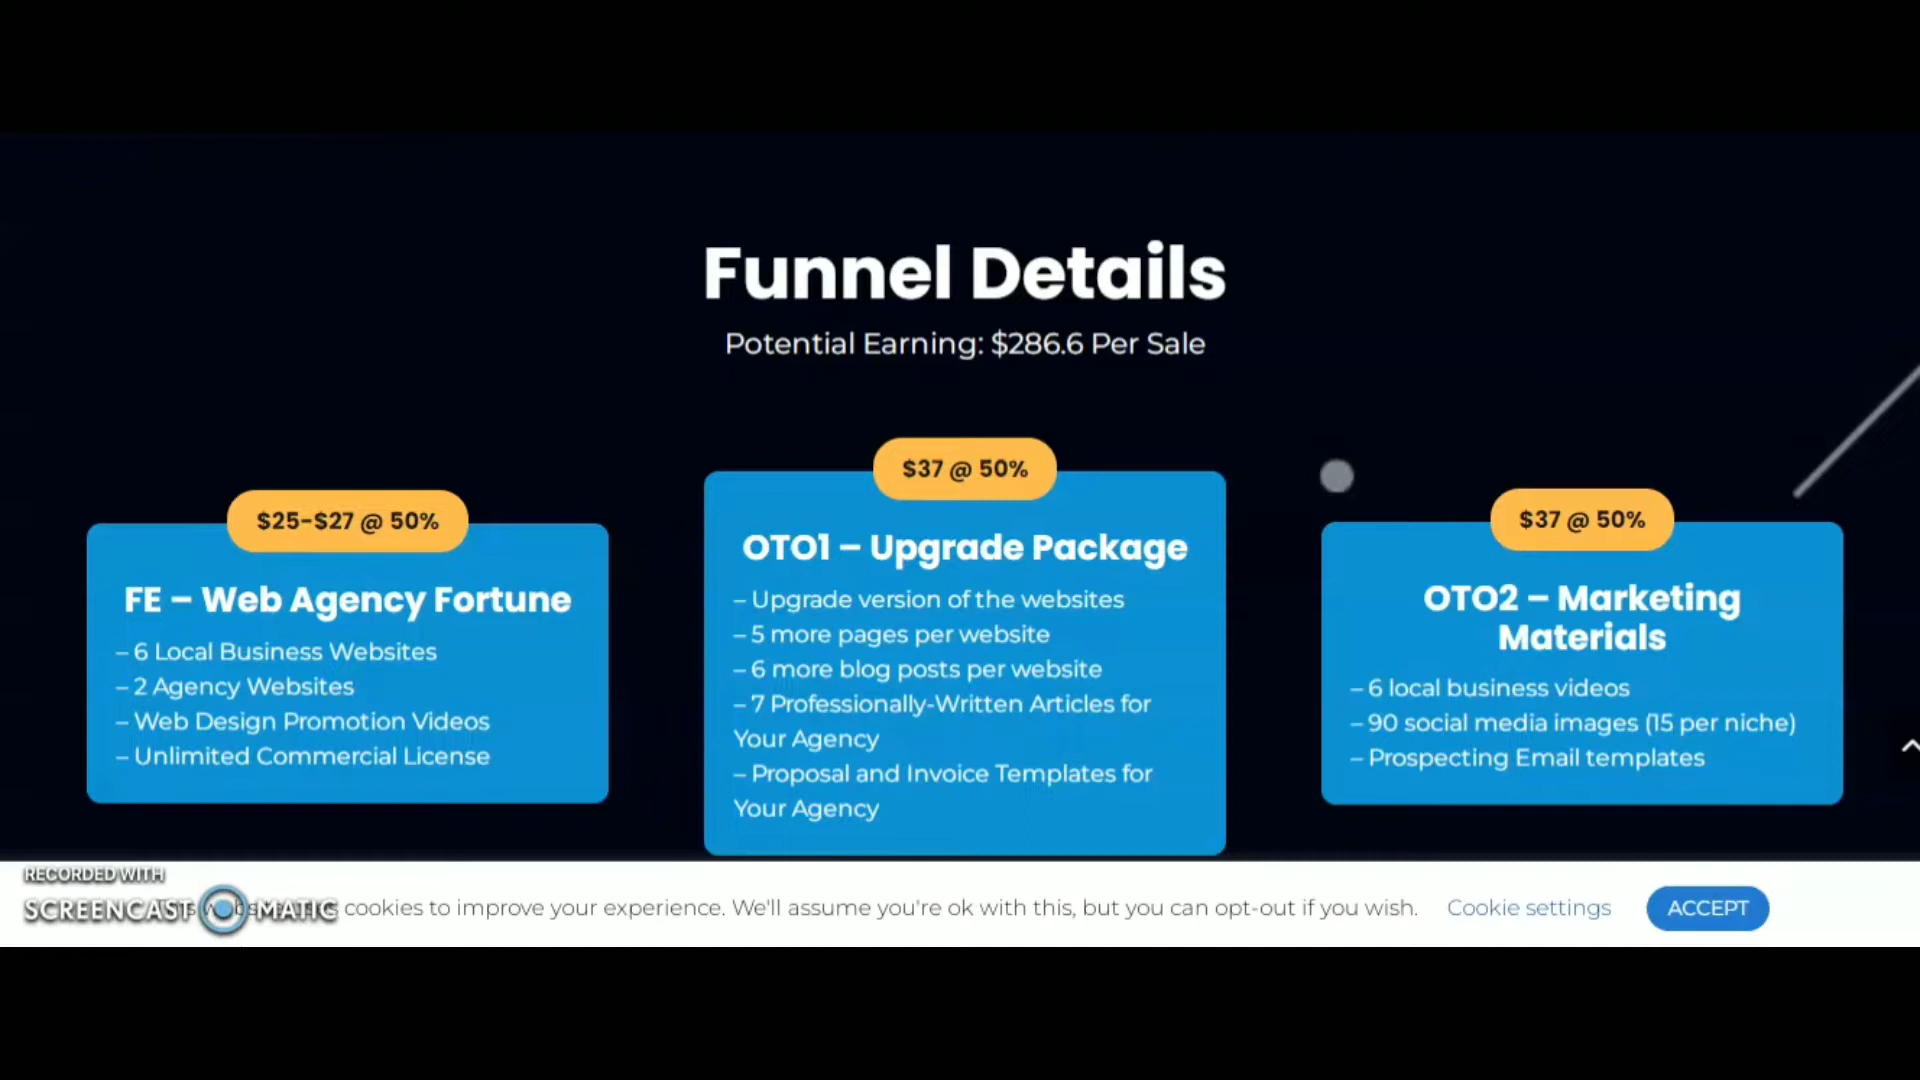 Funnel Details
Potential Earning: $286.6 Per Sale
$25-$27 @ 50%
FE – Web Agency Fortune
– 6 Local Business Websites
– 2 Agency Websites
– Web Design Promotion Videos
– Unlimited Commercial License
$37 @ 50%
OTO1 – Upgrade Package
– Upgrade version of the websites
– 5 more pages per website
– 6 more blog posts per website
– 7 Professionally-Written Articles for
Your Agency
– Proposal and Invoice Templates for
Your Agency
$37 @ 50%
OTO2 – Marketing
Materials
– 6 local business videos
– 90 social media images (15 per niche)
– Prospecting Email templates
RECORDED WITH
SCREENCAST MATIC
cookies to improve your experience. We'll assume you're ok with this, but you can opt-out if you wish.
Cookie settings
ACCEPT